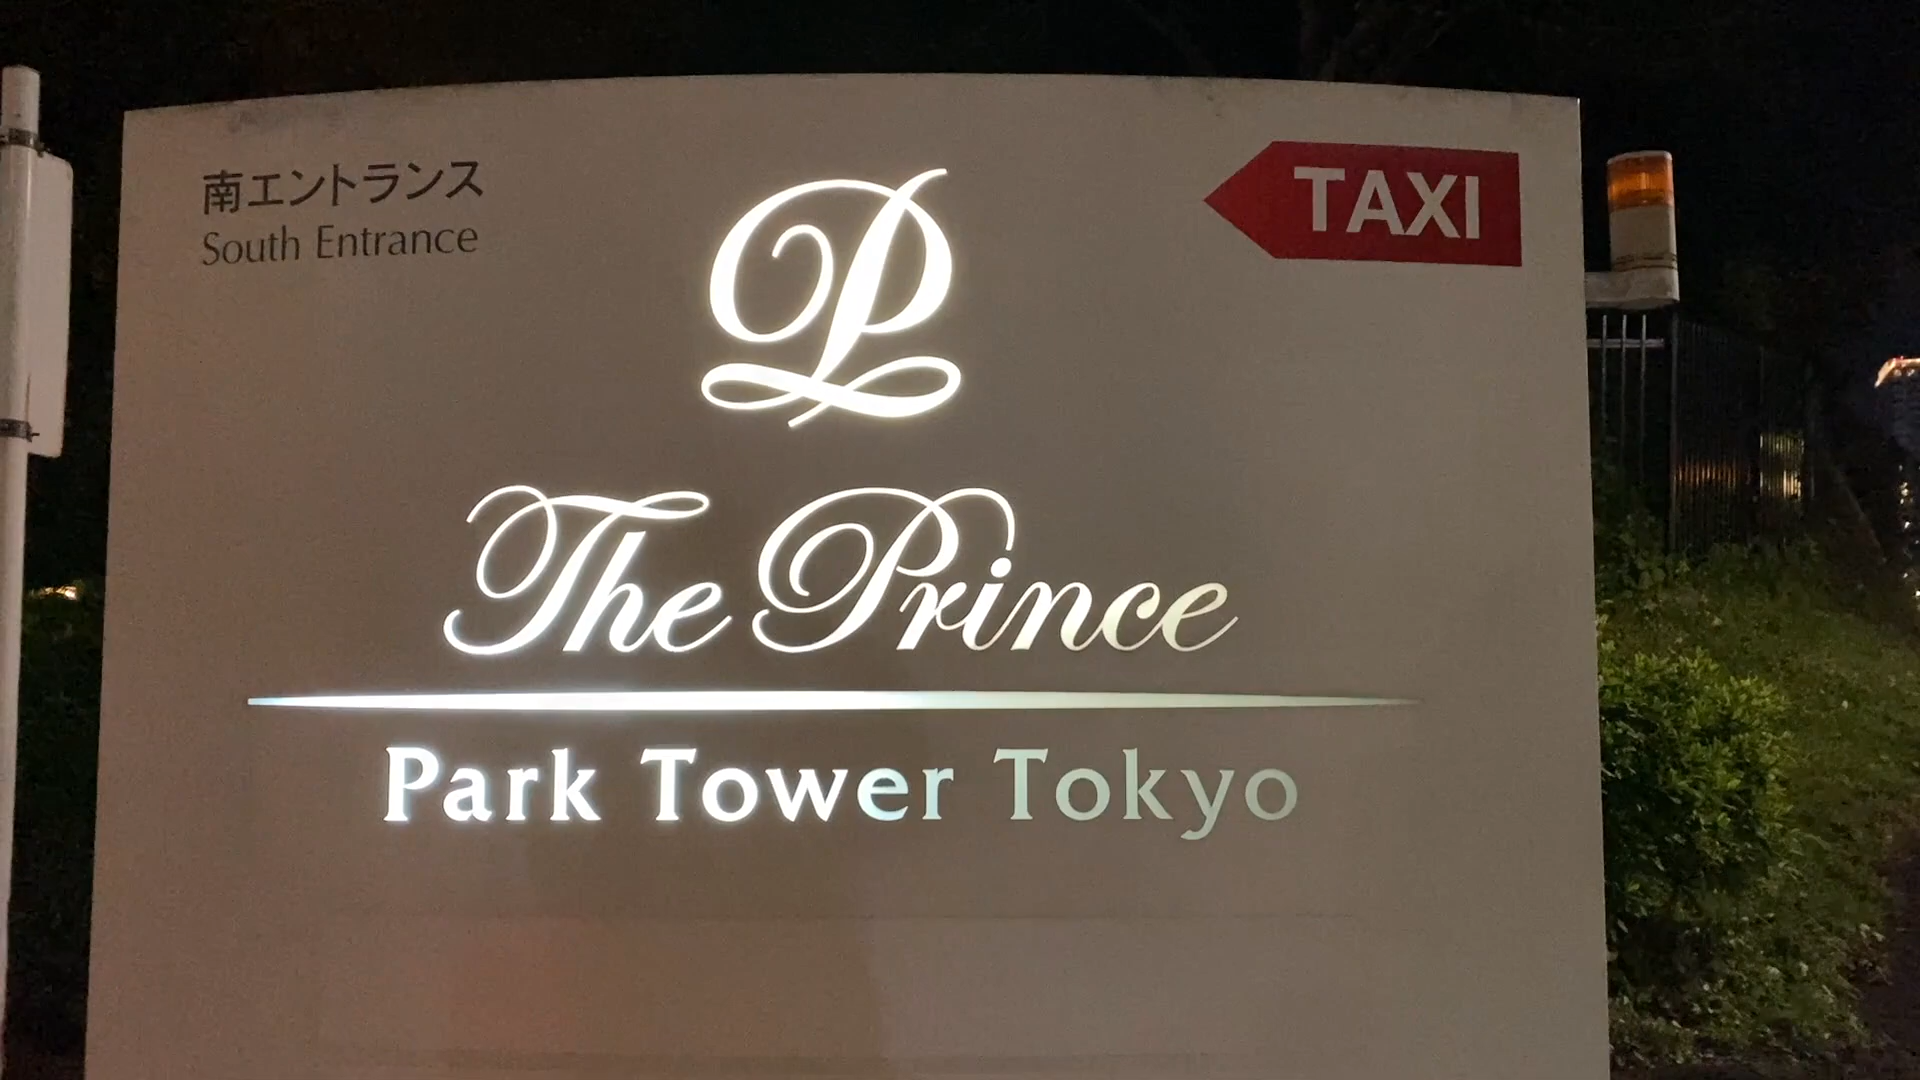 南エントランス
South Entrance
TAXI
P
The Prince
Park Tower Tokyo